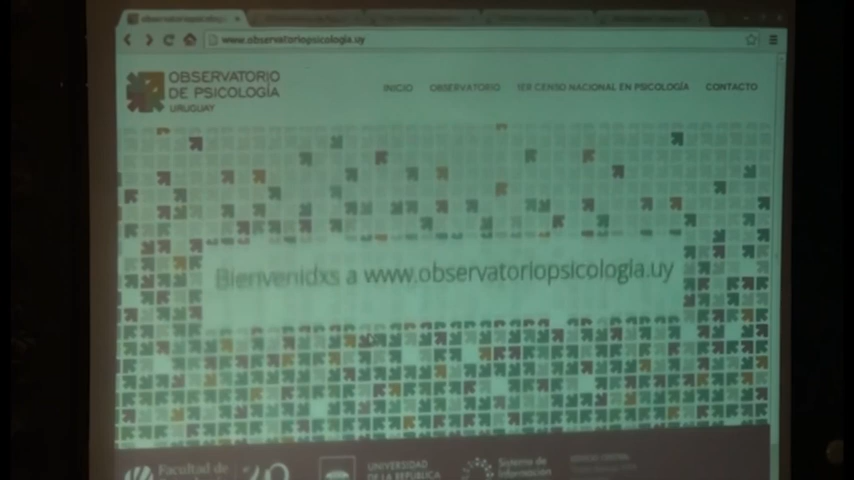 www.observatoriopsicologia.uy
OBSERVATORIO
DE PSICOLOGÍA
URUGUAY
INICIO
OBSERVATORIO
1ER CENSO NACIONAL EN PSICOLOGÍA
CONTACTO
Bienvenidxs a www.observatoriopsicologia.uy
Facultad de
UNIVERSIDAD
DE LA REPÚBLICA
Sistema de
Información